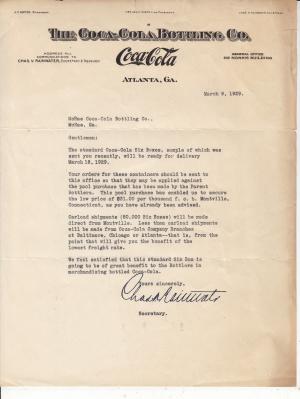 THE COCA-COLA BOTTLING CO.
ADDRESS ALL
COMMUNICATIONS TO
CHAS. V. RAINWATER, SECRETARY & TREASURER
Coca-Cola
GENERAL OFFICE
ATLANTA, GA.
March 9, 1929.
McRae Coca-Cola Bottling Co.,
McRae, Ga.
Gentlemen:
The standard Coca-Cola Six Boxes, sample of which was
sent you recently, will be ready for delivery
March 18, 1929.
Your orders for these containers should be sent to
this office so that they may be applied against
the pool purchase that has been made by the Parent
Bottlers. This pool purchase has enabled us to secure
the low price of $21.00 per thousand f. o. b. Montville,
Connecticut, as you have already been advised.
Carload shipments (50,000 Six Boxes) will be made
direct from Montville. Less than carload shipments
will be made from Coca-Cola Company Branches
at Baltimore, Chicago or Atlanta--that is, from the
point that will give you the benefit of the
lowest freight rate.
We feel satisfied that this standard Six Box is
going to be of great benefit to the Bottlers in
merchandising bottled Coca-Cola.
Yours sincerely,
Secretary.